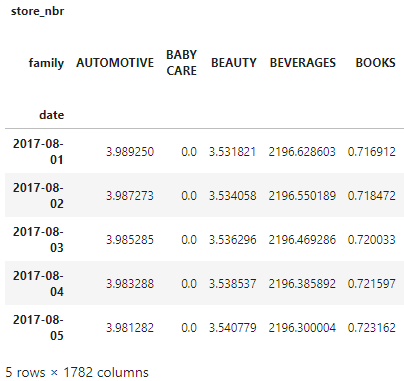 store_nbr
family AUTOMOTIVE BABY CARE BEAUTY BEVERAGES BOOKS
date
2017-08-01 3.989250 0.0 3.531821 2196.628603 0.716912
2017-08-02 3.987273 0.0 3.534058 2196.550189 0.718472
2017-08-03 3.985285 0.0 3.536296 2196.469286 0.720033
2017-08-04 3.983288 0.0 3.538537 2196.385892 0.721597
2017-08-05 3.981282 0.0 3.540779 2196.300004 0.723162
5 rows × 1782 columns